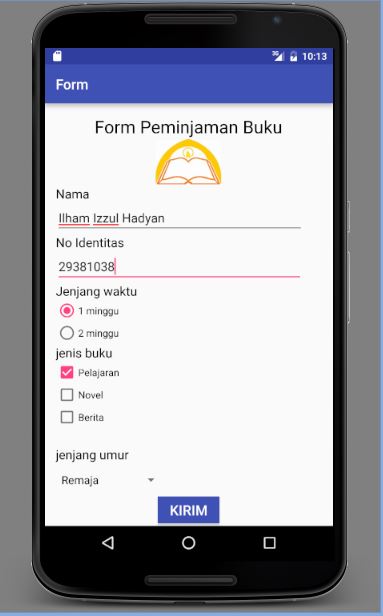 3G 10:13
Form
Form Peminjaman Buku
Nama
Ilham Izzul Hadyan
No Identitas
29381038
Jenjang waktu
1 minggu
2 minggu
jenis buku
Pelajaran
Novel
Berita
jenjang umur
Remaja
KIRIM